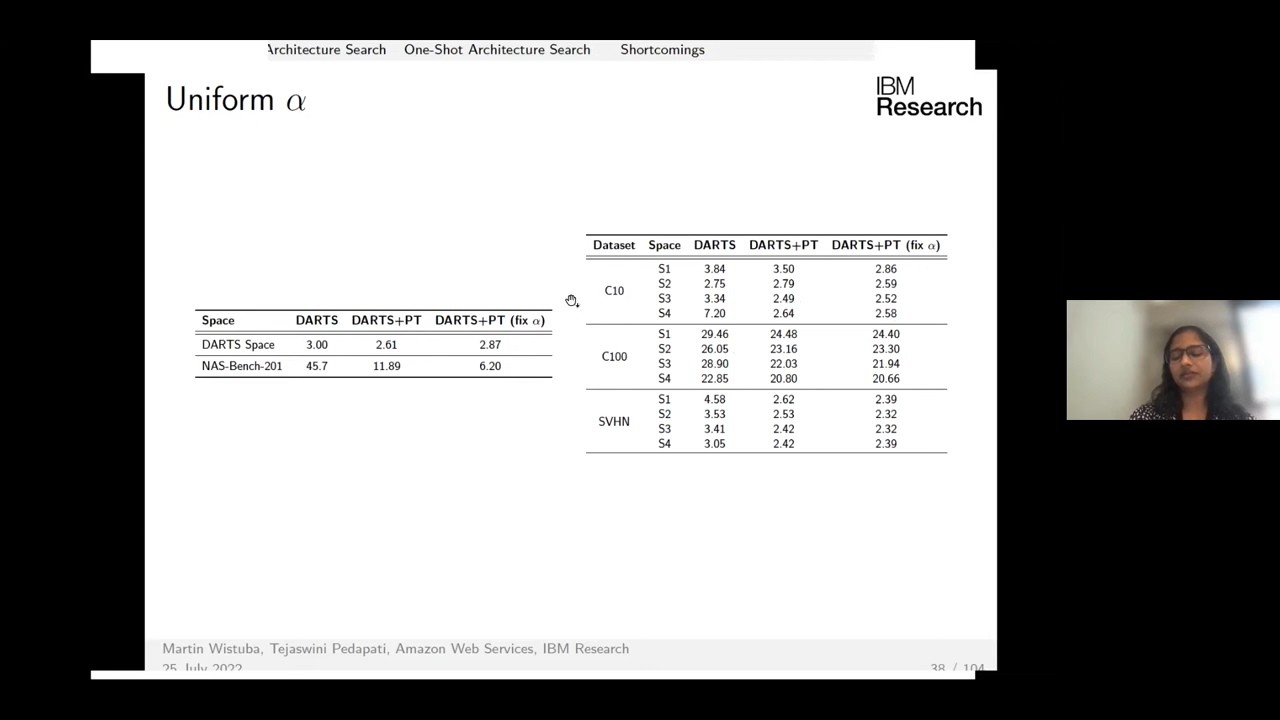 Architecture Search One-Shot Architecture Search Shortcomings
Uniform α
IBM
Research
Space DARTS DARTS+PT DARTS+PT (fix α)
DARTS Space 3.00 2.61 2.87
NAS-Bench-201 45.7 11.89 6.20
Dataset Space DARTS DARTS+PT DARTS+PT (fix α)
C10
S1 3.84 3.50 2.86
S2 2.75 2.79 2.59
S3 3.34 2.49 2.52
S4 7.20 2.64 2.58
C100
S1 29.46 24.48 24.40
S2 26.05 23.16 23.30
S3 28.90 22.03 21.94
S4 22.85 20.80 20.66
SVHN
S1 4.58 2.62 2.39
S2 3.53 2.53 2.32
S3 3.41 2.42 2.32
S4 3.05 2.42 2.39
Martin Wistuba, Tejaswini Pedapati, Amazon Web Services, IBM Research
25 July 2022 38 / 104